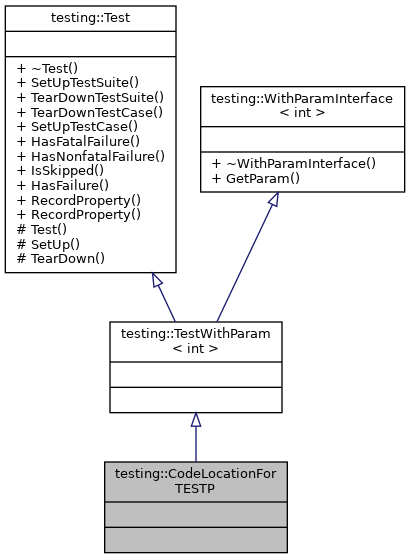 testing::Test
+ ~Test()
+ SetUpTestSuite()
+ TearDownTestSuite()
+ TearDownTestCase()
+ SetUpTestCase()
+ HasFatalFailure()
+ HasNonfatalFailure()
+ IsSkipped()
+ HasFailure()
+ RecordProperty()
+ RecordProperty()
# Test()
# SetUp()
# TearDown()
testing::WithParamInterface
< int >
+ ~WithParamInterface()
+ GetParam()
testing::TestWithParam
< int >
testing::CodeLocationFor
TESTP